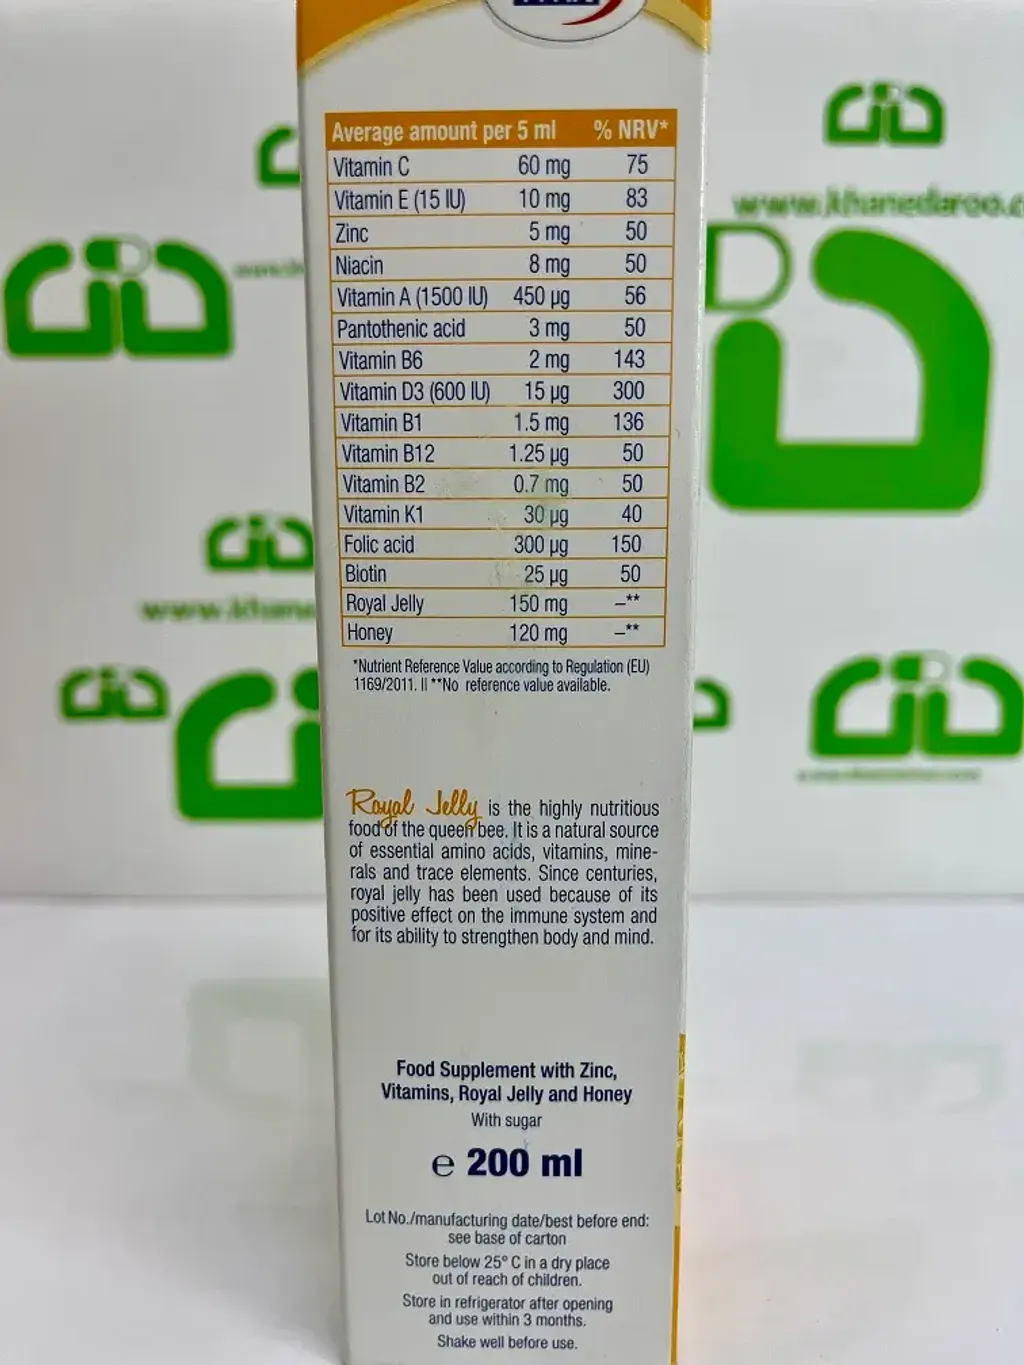 Average amount per 5 ml % NRV*
Vitamin C 60 mg 75
Vitamin E (15 IU) 10 mg 83
Zinc 5 mg 50
Niacin 8 mg 50
Vitamin A (1500 IU) 450 µg 56
Pantothenic acid 3 mg 50
Vitamin B6 2 mg 143
Vitamin D3 (600 IU) 15 µg 300
Vitamin B1 1.5 mg 136
Vitamin B12 1.25 µg 50
Vitamin B2 0.7 mg 50
Vitamin K1 30 µg 40
Folic acid 300 µg 150
Biotin 25 µg 50
Royal Jelly 150 mg –**
Honey 120 mg –**
*Nutrient Reference Value according to Regulation (EU)
1169/2011. II **No reference value available.
Royal Jelly is the highly nutritious
food of the queen bee. It is a natural source
of essential amino acids, vitamins, mine-
rals and trace elements. Since centuries,
royal jelly has been used because of its
positive effect on the immune system and
for its ability to strengthen body and mind.
Food Supplement with Zinc,
Vitamins, Royal Jelly and Honey
With sugar
e 200 ml
Lot No./manufacturing date/best before end:
see base of carton
Store below 25° C in a dry place
out of reach of children.
Store in refrigerator after opening
and use within 3 months.
Shake well before use.
www.khanedaroo.c
www.khane